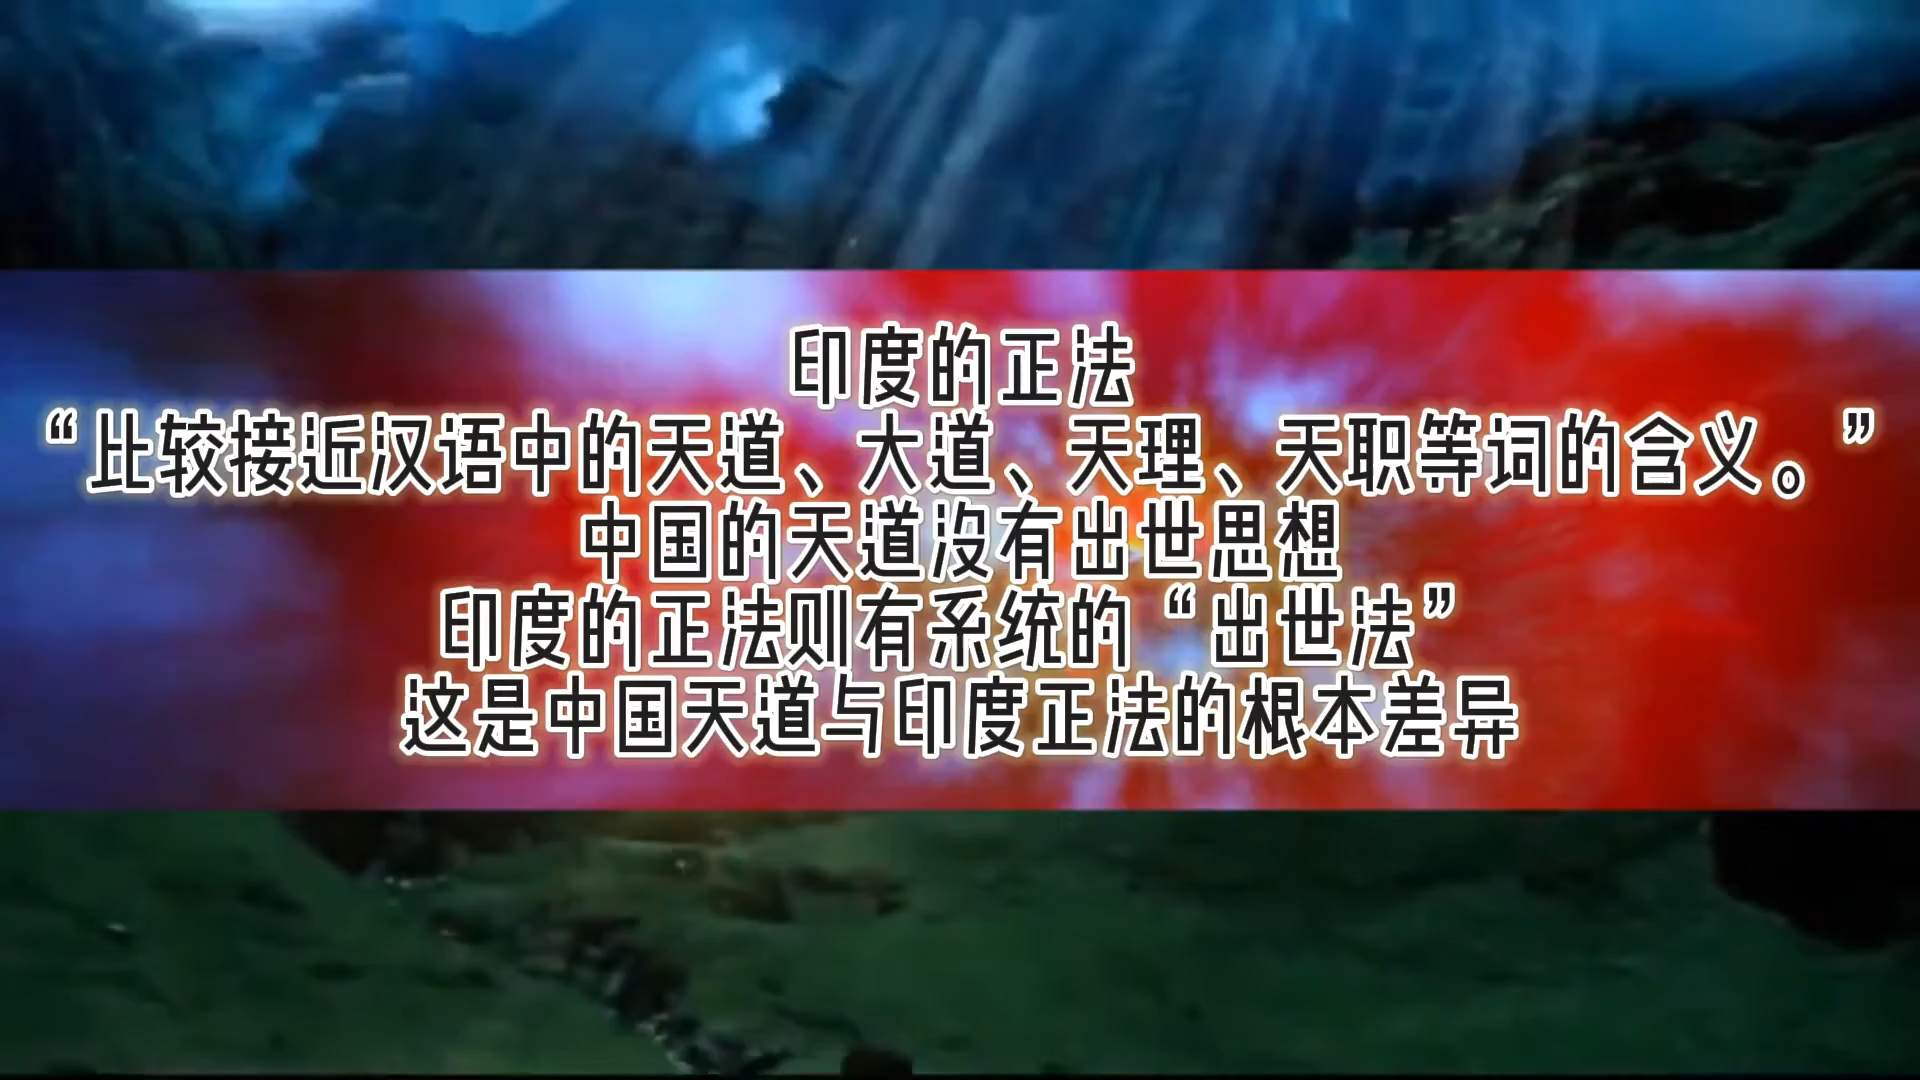 印度的正法
“比较接近汉语中的天道、大道、天理、天职等词的含义。”
中国的天道没有出世思想
印度的正法则有系统的“出世法”
这是中国天道与印度正法的根本差异